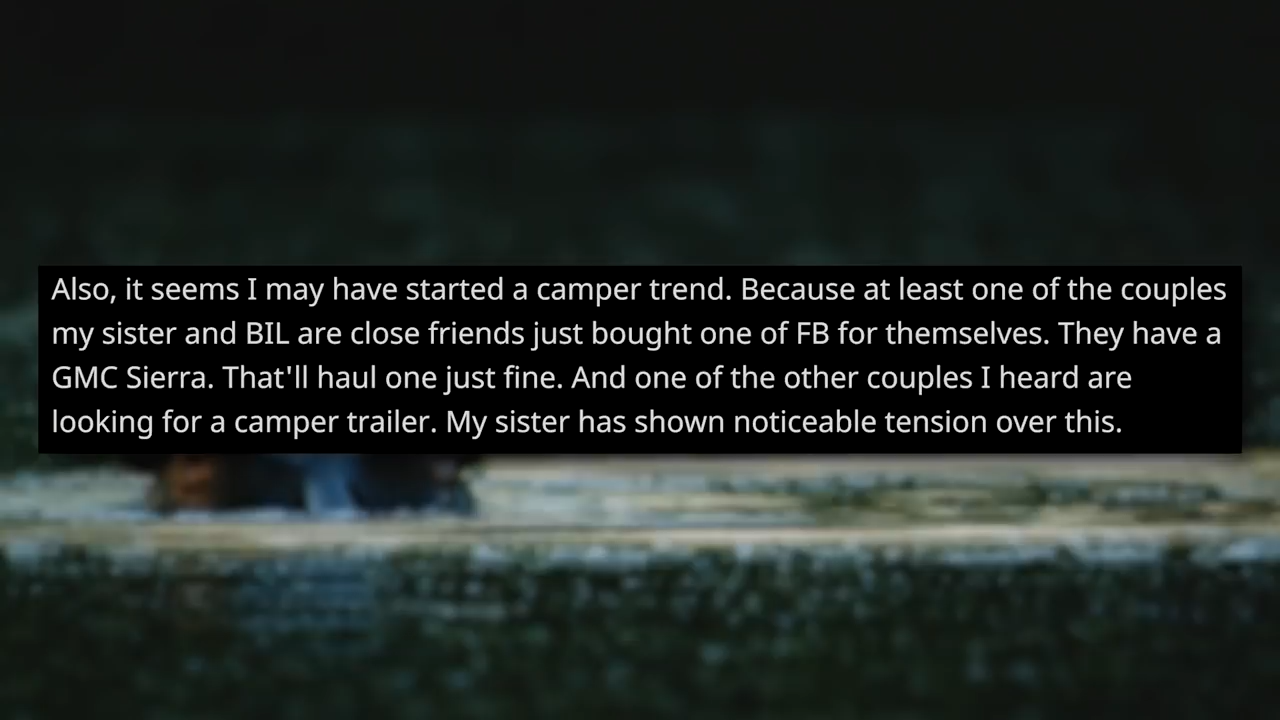 Also, it seems I may have started a camper trend. Because at least one of the couples
my sister and BIL are close friends just bought one of FB for themselves. They have a
GMC Sierra. That'll haul one just fine. And one of the other couples I heard are
looking for a camper trailer. My sister has shown noticeable tension over this.